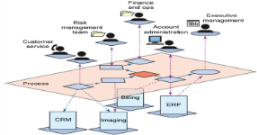 Finance
and ops
Executive
management
Risk
management
team
Account
administration
Customer
service
Process
Billing
ERP
CRM
Imaging